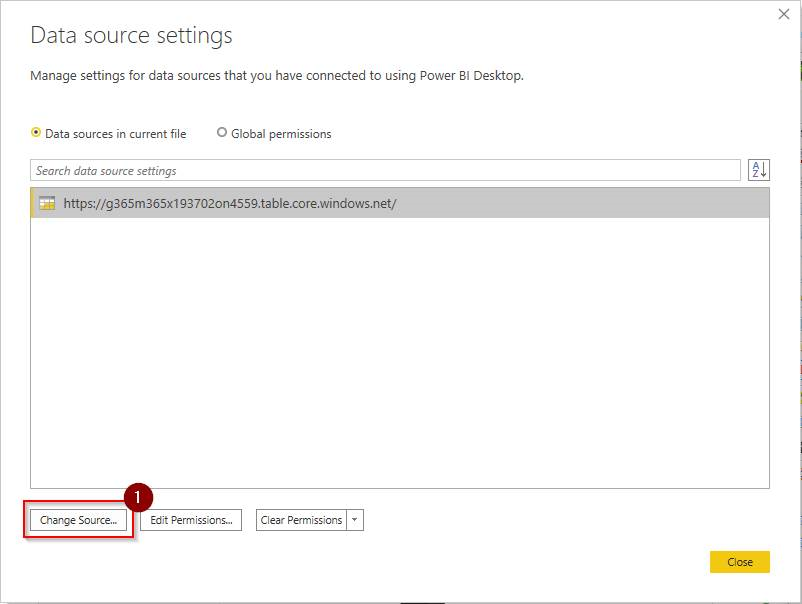 Data source settings
Manage settings for data sources that you have connected to using Power BI Desktop.
Data sources in current file Global permissions
Search data source settings
A
Z
https://g365m365x193702on4559.table.core.windows.net/
1
Change Source... Edit Permissions... Clear Permissions
Close